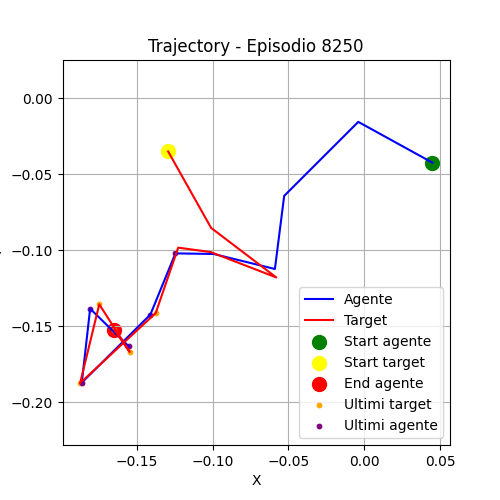 Trajectory - Episodio 8250
0.00
−0.05
−0.10
−0.15
−0.20
Agente
Target
Start agente
Start target
End agente
Ultimi target
Ultimi agente
−0.15
−0.10
−0.05
0.00
0.05
X